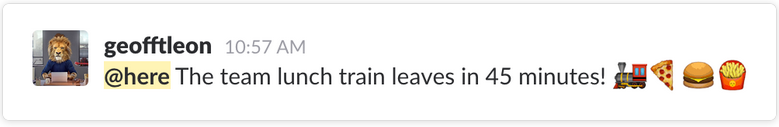 geofftleon 10:57 AM
@here The team lunch train leaves in 45 minutes! 🚂🍕🍔🍟